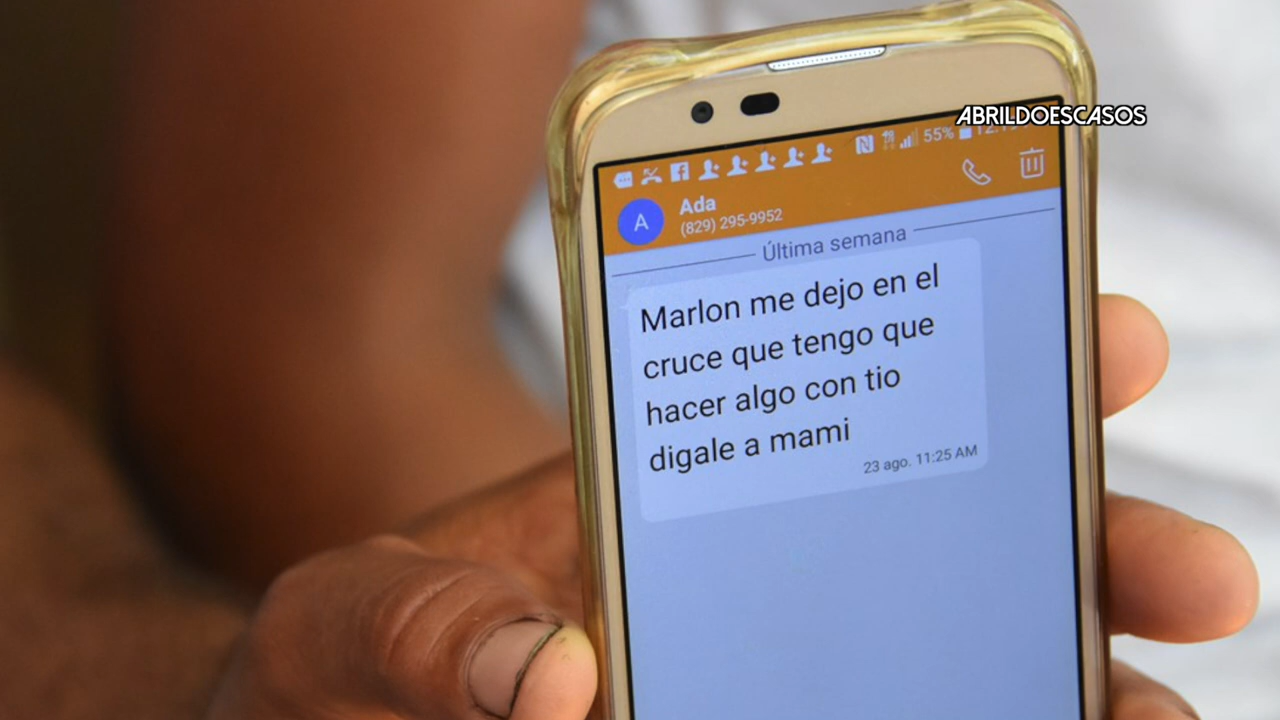 ABRILDOESCASOS
55%
Ada
A
(829) 295-9952
Última semana
Marlon me dejo en el
cruce que tengo que
hacer algo con tio
digale a mami
23 ago. 11:25 AM